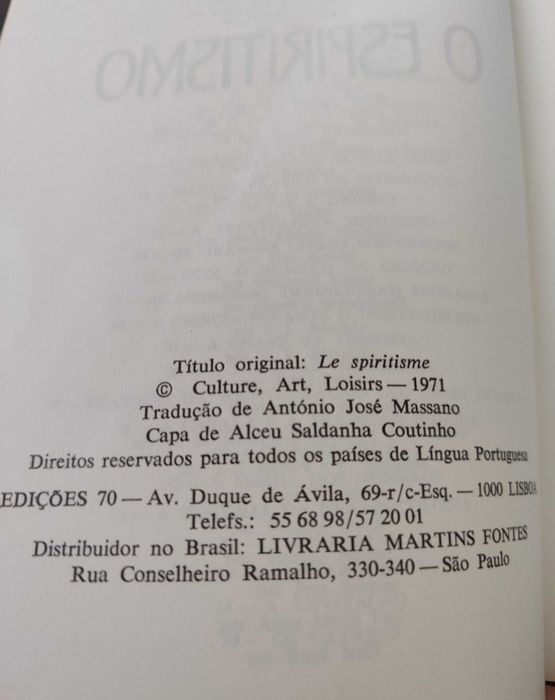 O ESPIRITISMO
Título original: Le spiritisme
© Culture, Art, Loisirs — 1971
Tradução de António José Massano
Capa de Alceu Saldanha Coutinho
Direitos reservados para todos os países de Língua Portuguesa
EDIÇÕES 70 — Av. Duque de Ávila, 69-r/c-Esq. — 1000 LISBOA
Telefs.: 55 68 98/57 20 01
Distribuidor no Brasil: LIVRARIA MARTINS FONTES
Rua Conselheiro Ramalho, 330-340 — São Paulo